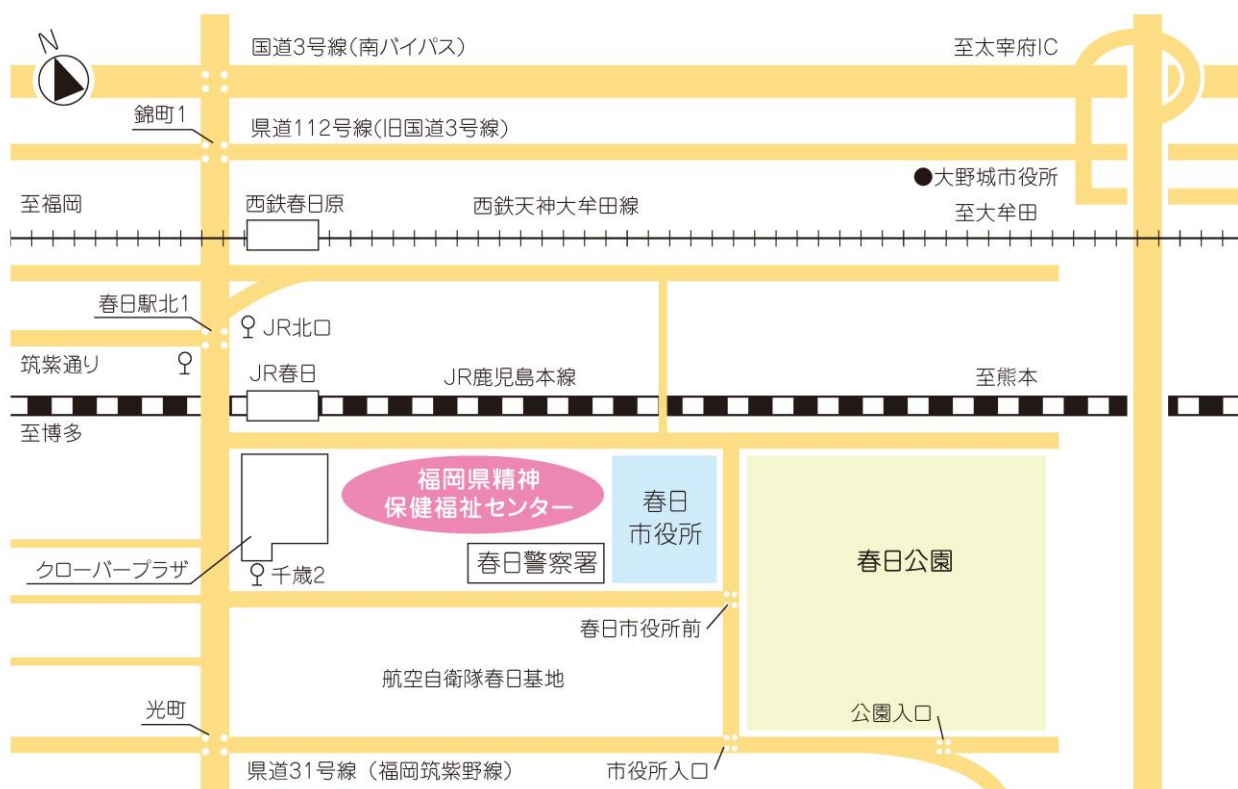 N
国道3号線(南バイパス)
至太宰府IC
錦町1
県道112号線(旧国道3号線)
●大野城市役所
至福岡
西鉄春日原
西鉄天神大牟田線
至大牟田
春日駅北1
JR北口
筑紫通り
JR春日
JR鹿児島本線
至熊本
至博多
福岡県精神
保健福祉センター
春日
市役所
春日警察署
春日公園
クローバープラザ
千歳2
春日市役所前
航空自衛隊春日基地
光町
公園入口
県道31号線（福岡筑紫野線）
市役所入口